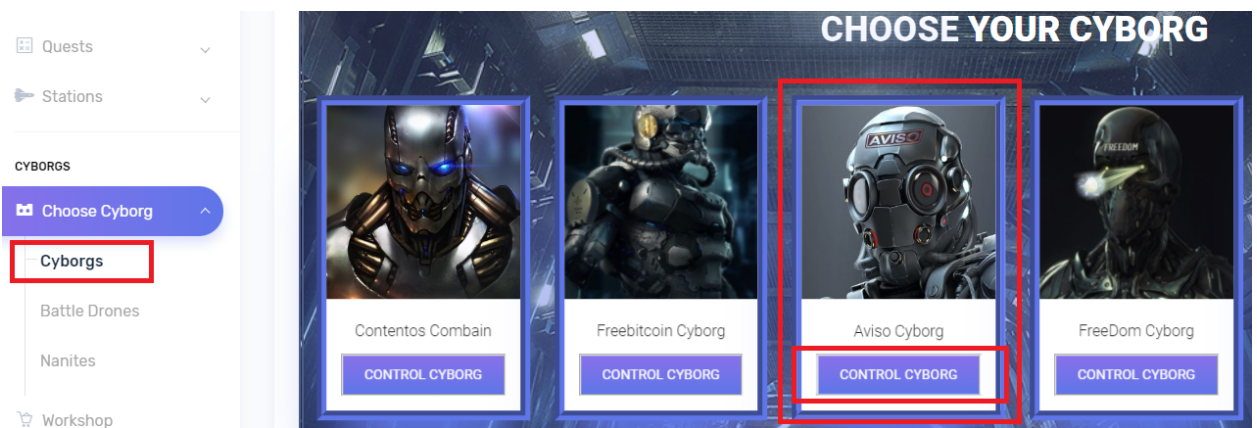 Quests
Stations
CYBORGS
Choose Cyborg
Cyborgs
Battle Drones
Nanites
Workshop
CHOOSE YOUR CYBORG
AVISO
FREEDOM
Contentos Combain
Freebitcoin Cyborg
Aviso Cyborg
FreeDom Cyborg
CONTROL CYBORG
CONTROL CYBORG
CONTROL CYBORG
CONTROL CYBORG